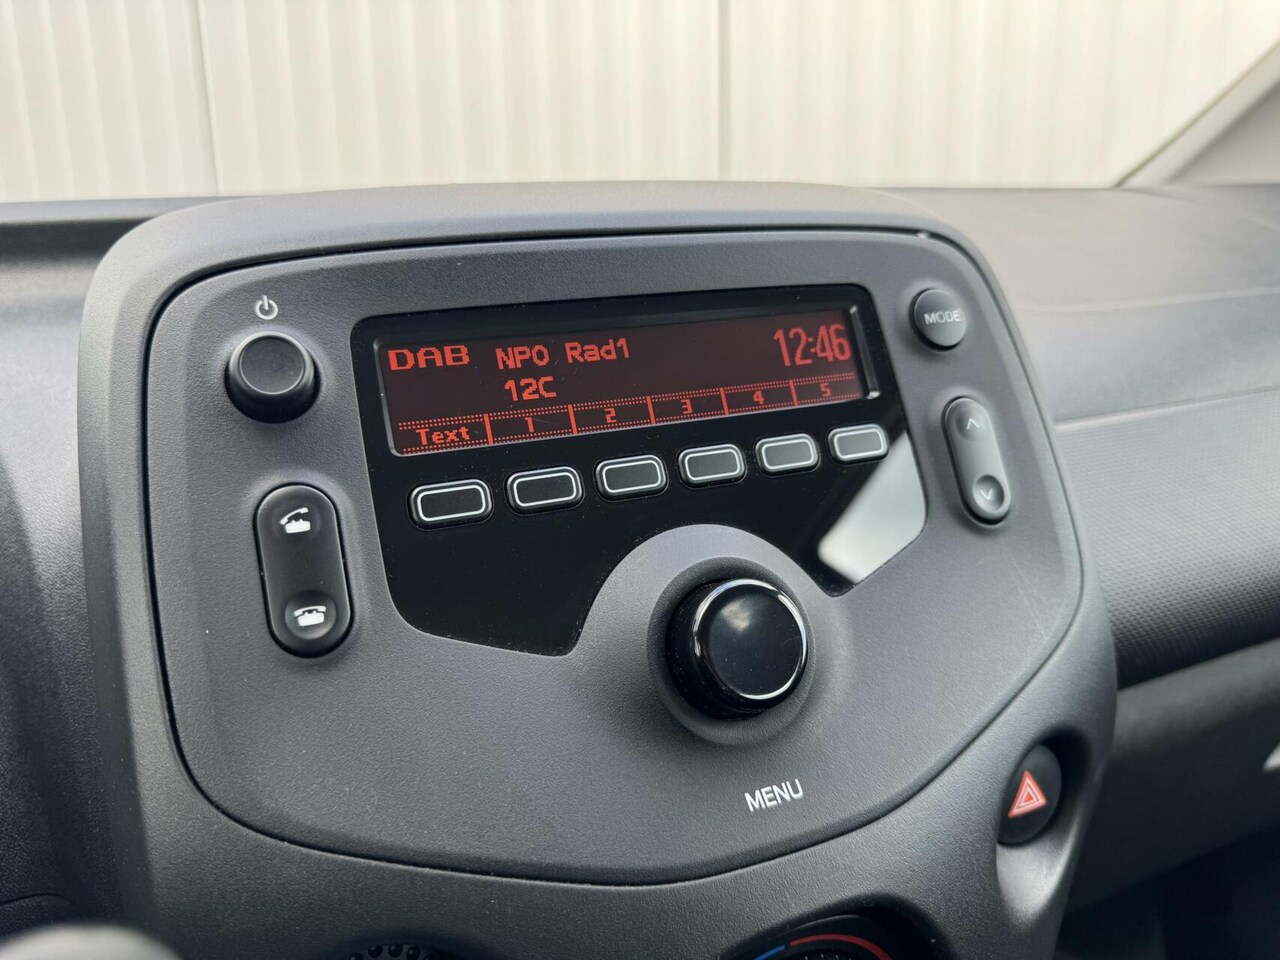 DAB NPO Rad1 12:46
12C
Text 1 2 3 4 5
MODE
MENU